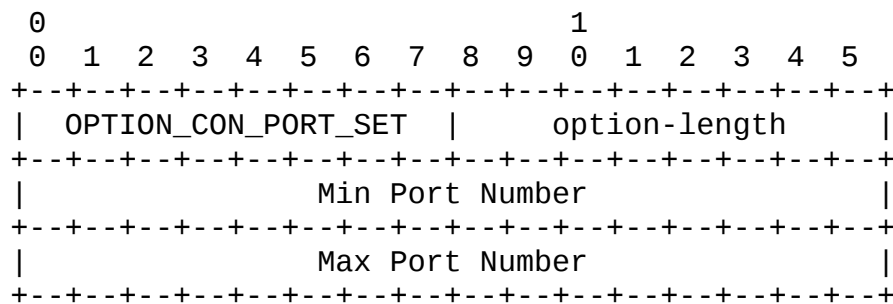 0 1
0 1 2 3 4 5 6 7 8 9 0 1 2 3 4 5
+--+--+--+--+--+--+--+--+--+--+--+--+--+--+--+--+
| OPTION_CON_PORT_SET | option-length |
+--+--+--+--+--+--+--+--+--+--+--+--+--+--+--+--+
| Min Port Number |
+--+--+--+--+--+--+--+--+--+--+--+--+--+--+--+--+
| Max Port Number |
+--+--+--+--+--+--+--+--+--+--+--+--+--+--+--+--+